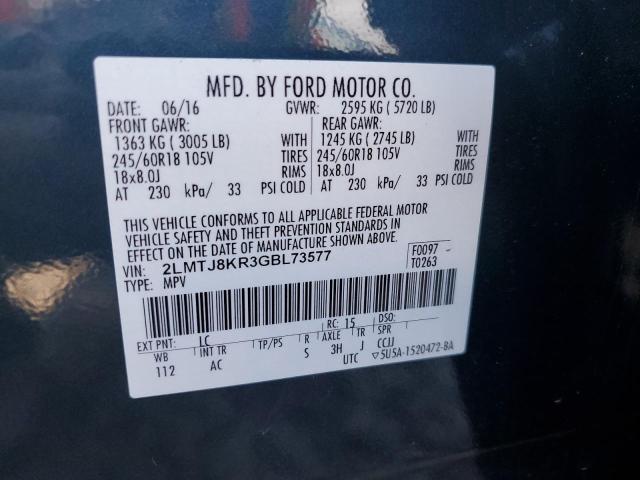 MFD. BY FORD MOTOR CO.
DATE: 06/16 GVWR: 2595 KG ( 5720 LB)
FRONT GAWR: REAR GAWR:
1363 KG ( 3005 LB) WITH 1245 KG ( 2745 LB) WITH
245/60R18 105V TIRES 245/60R18 105V TIRES
18x8.0J RIMS 18x8.0J RIMS
AT 230 kPa/ 33 PSI COLD AT 230 kPa/ 33 PSI COLD
THIS VEHICLE CONFORMS TO ALL APPLICABLE FEDERAL MOTOR
VEHICLE SAFETY AND THEFT PREVENTION STANDARDS IN
EFFECT ON THE DATE OF MANUFACTURE SHOWN ABOVE.
VIN: 2LMTJ8KR3GBL73577 F0097
TYPE: MPV T0263
EXT PNT: LC RC: 15 DSO:
WB INT TR TP/PS R AXLE TR SPR
112 AC S 3H J CCJJ
UTC ▽5U5A-1520472-BA